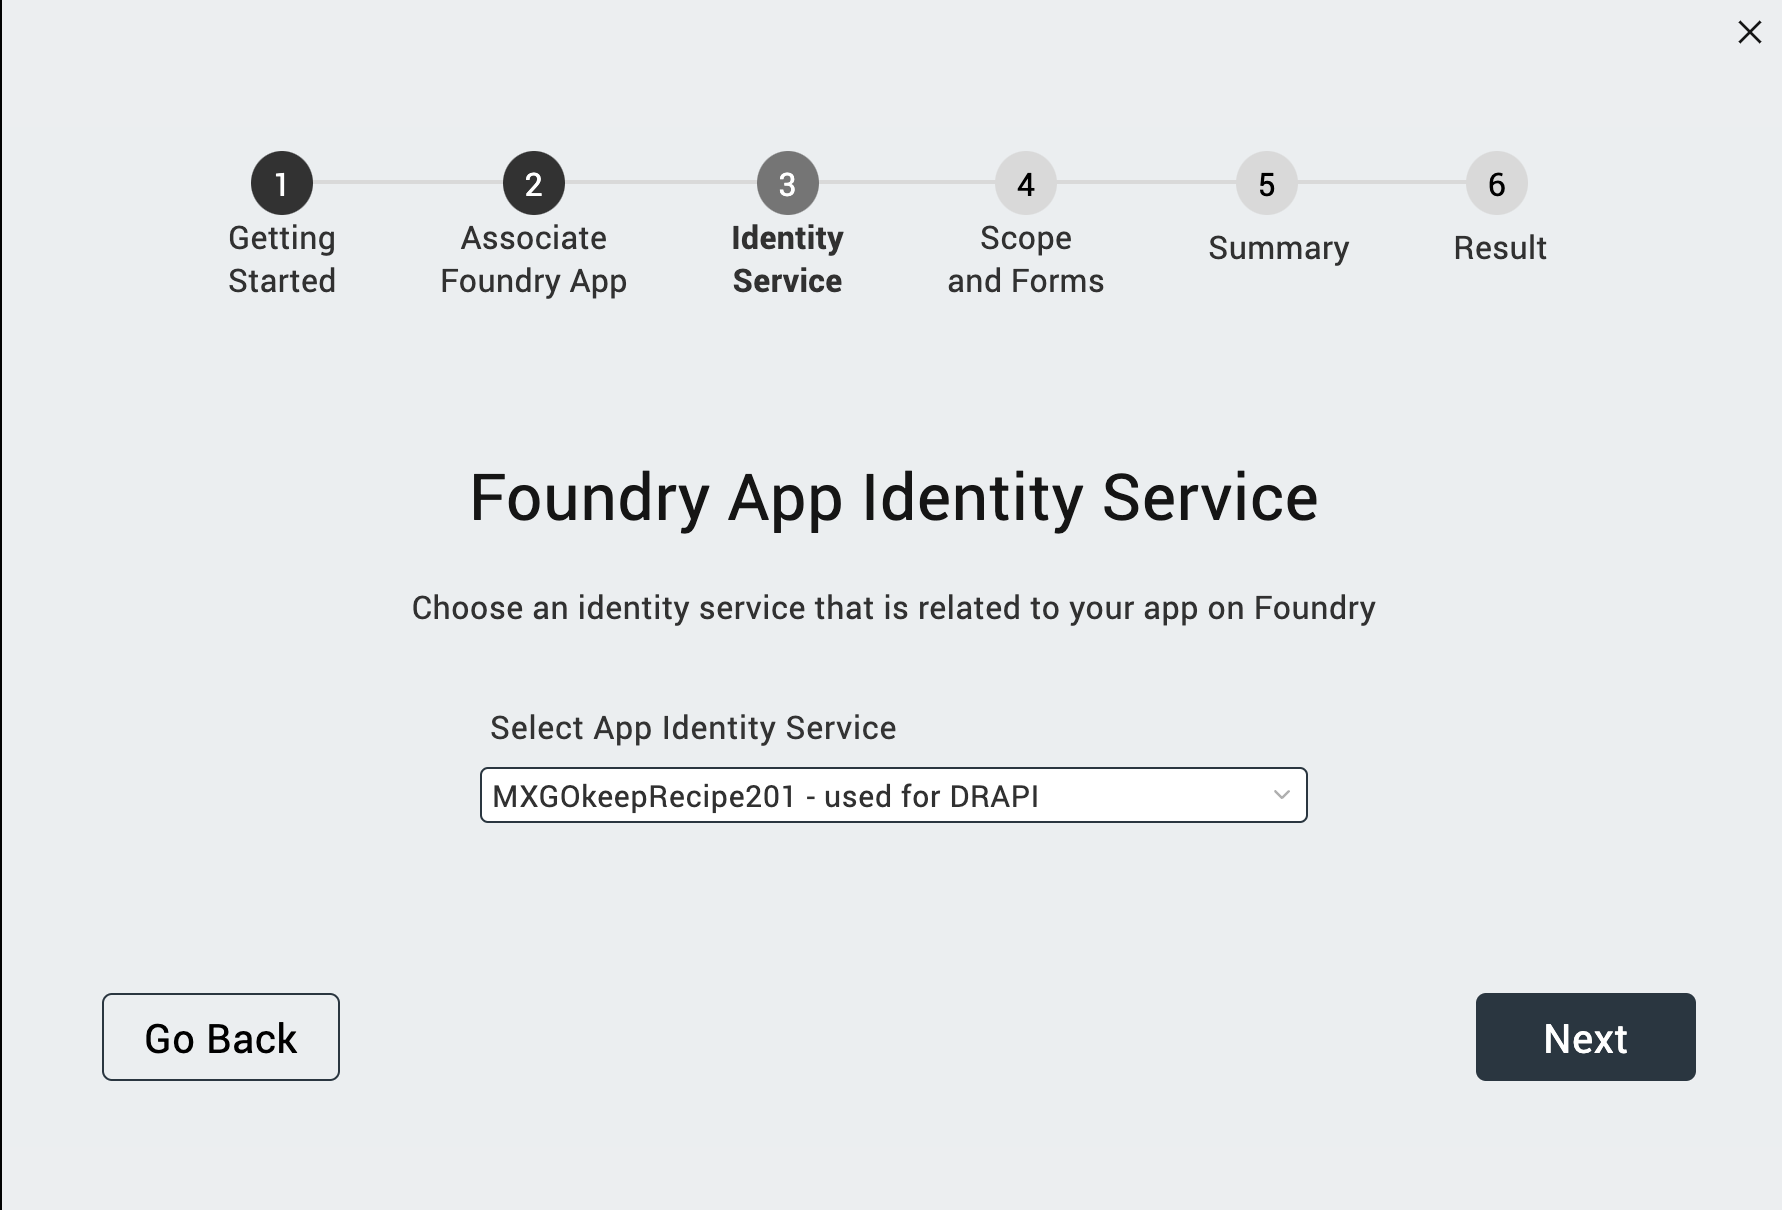 1
Getting
Started
2
Associate
Foundry App
3
Identity
Service
4
Scope
and Forms
5
Summary
6
Result
Foundry App Identity Service
Choose an identity service that is related to your app on Foundry
Select App Identity Service
MXGOkeepRecipe201 - used for DRAPI
Go Back
Next